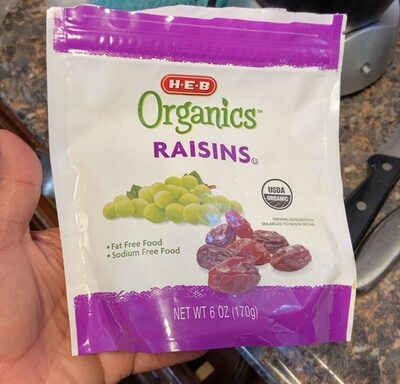 H-E-B
Organics™
RAISINS
USDA
ORGANIC
SERVING SUGGESTION
ENLARGED TO SHOW DETAIL
• Fat Free Food
• Sodium Free Food
NET WT 6 OZ (170g)